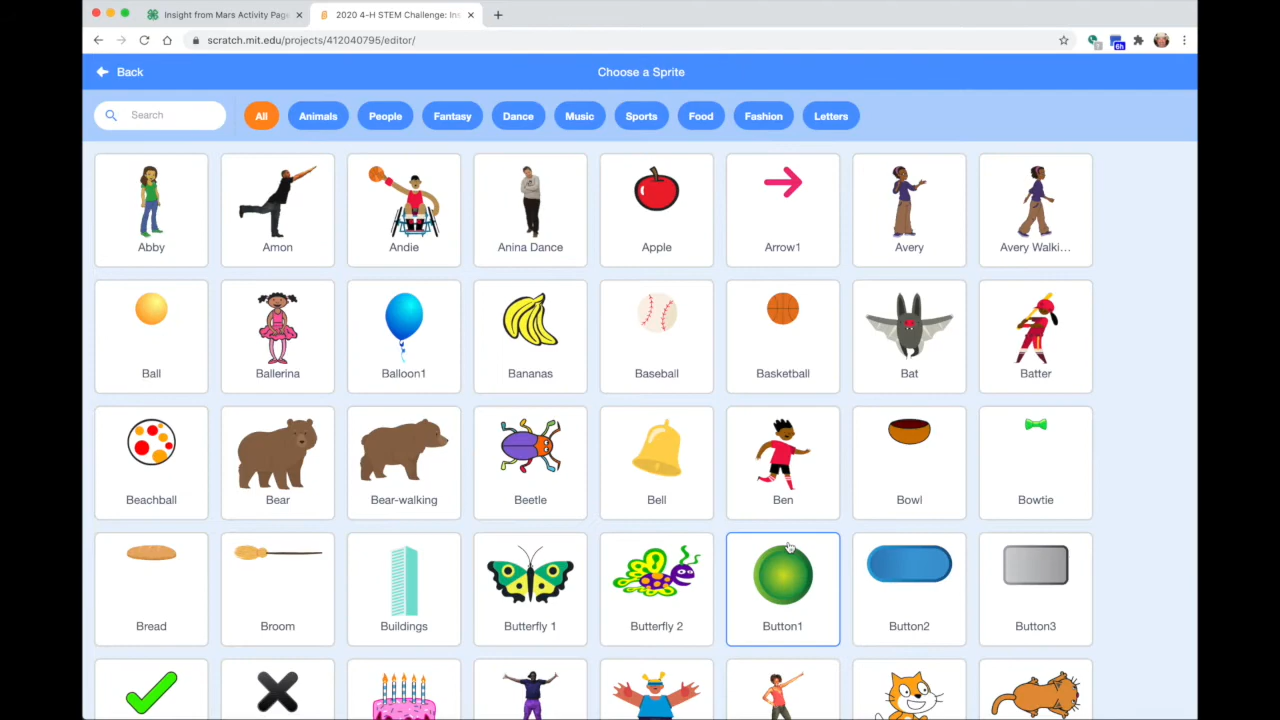 Insight from Mars Activity Page
2020 4-H STEM Challenge: Ins
scratch.mit.edu/projects/412040795/editor/
6h
Back
Choose a Sprite
Search
All
Animals
People
Fantasy
Dance
Music
Sports
Food
Fashion
Letters
Abby
Amon
Andie
Anina Dance
Apple
Arrow1
Avery
Avery Walki...
Ball
Ballerina
Balloon1
Bananas
Baseball
Basketball
Bat
Batter
Beachball
Bear
Bear-walking
Beetle
Bell
Ben
Bowl
Bowtie
Bread
Broom
Buildings
Butterfly 1
Butterfly 2
Button1
Button2
Button3